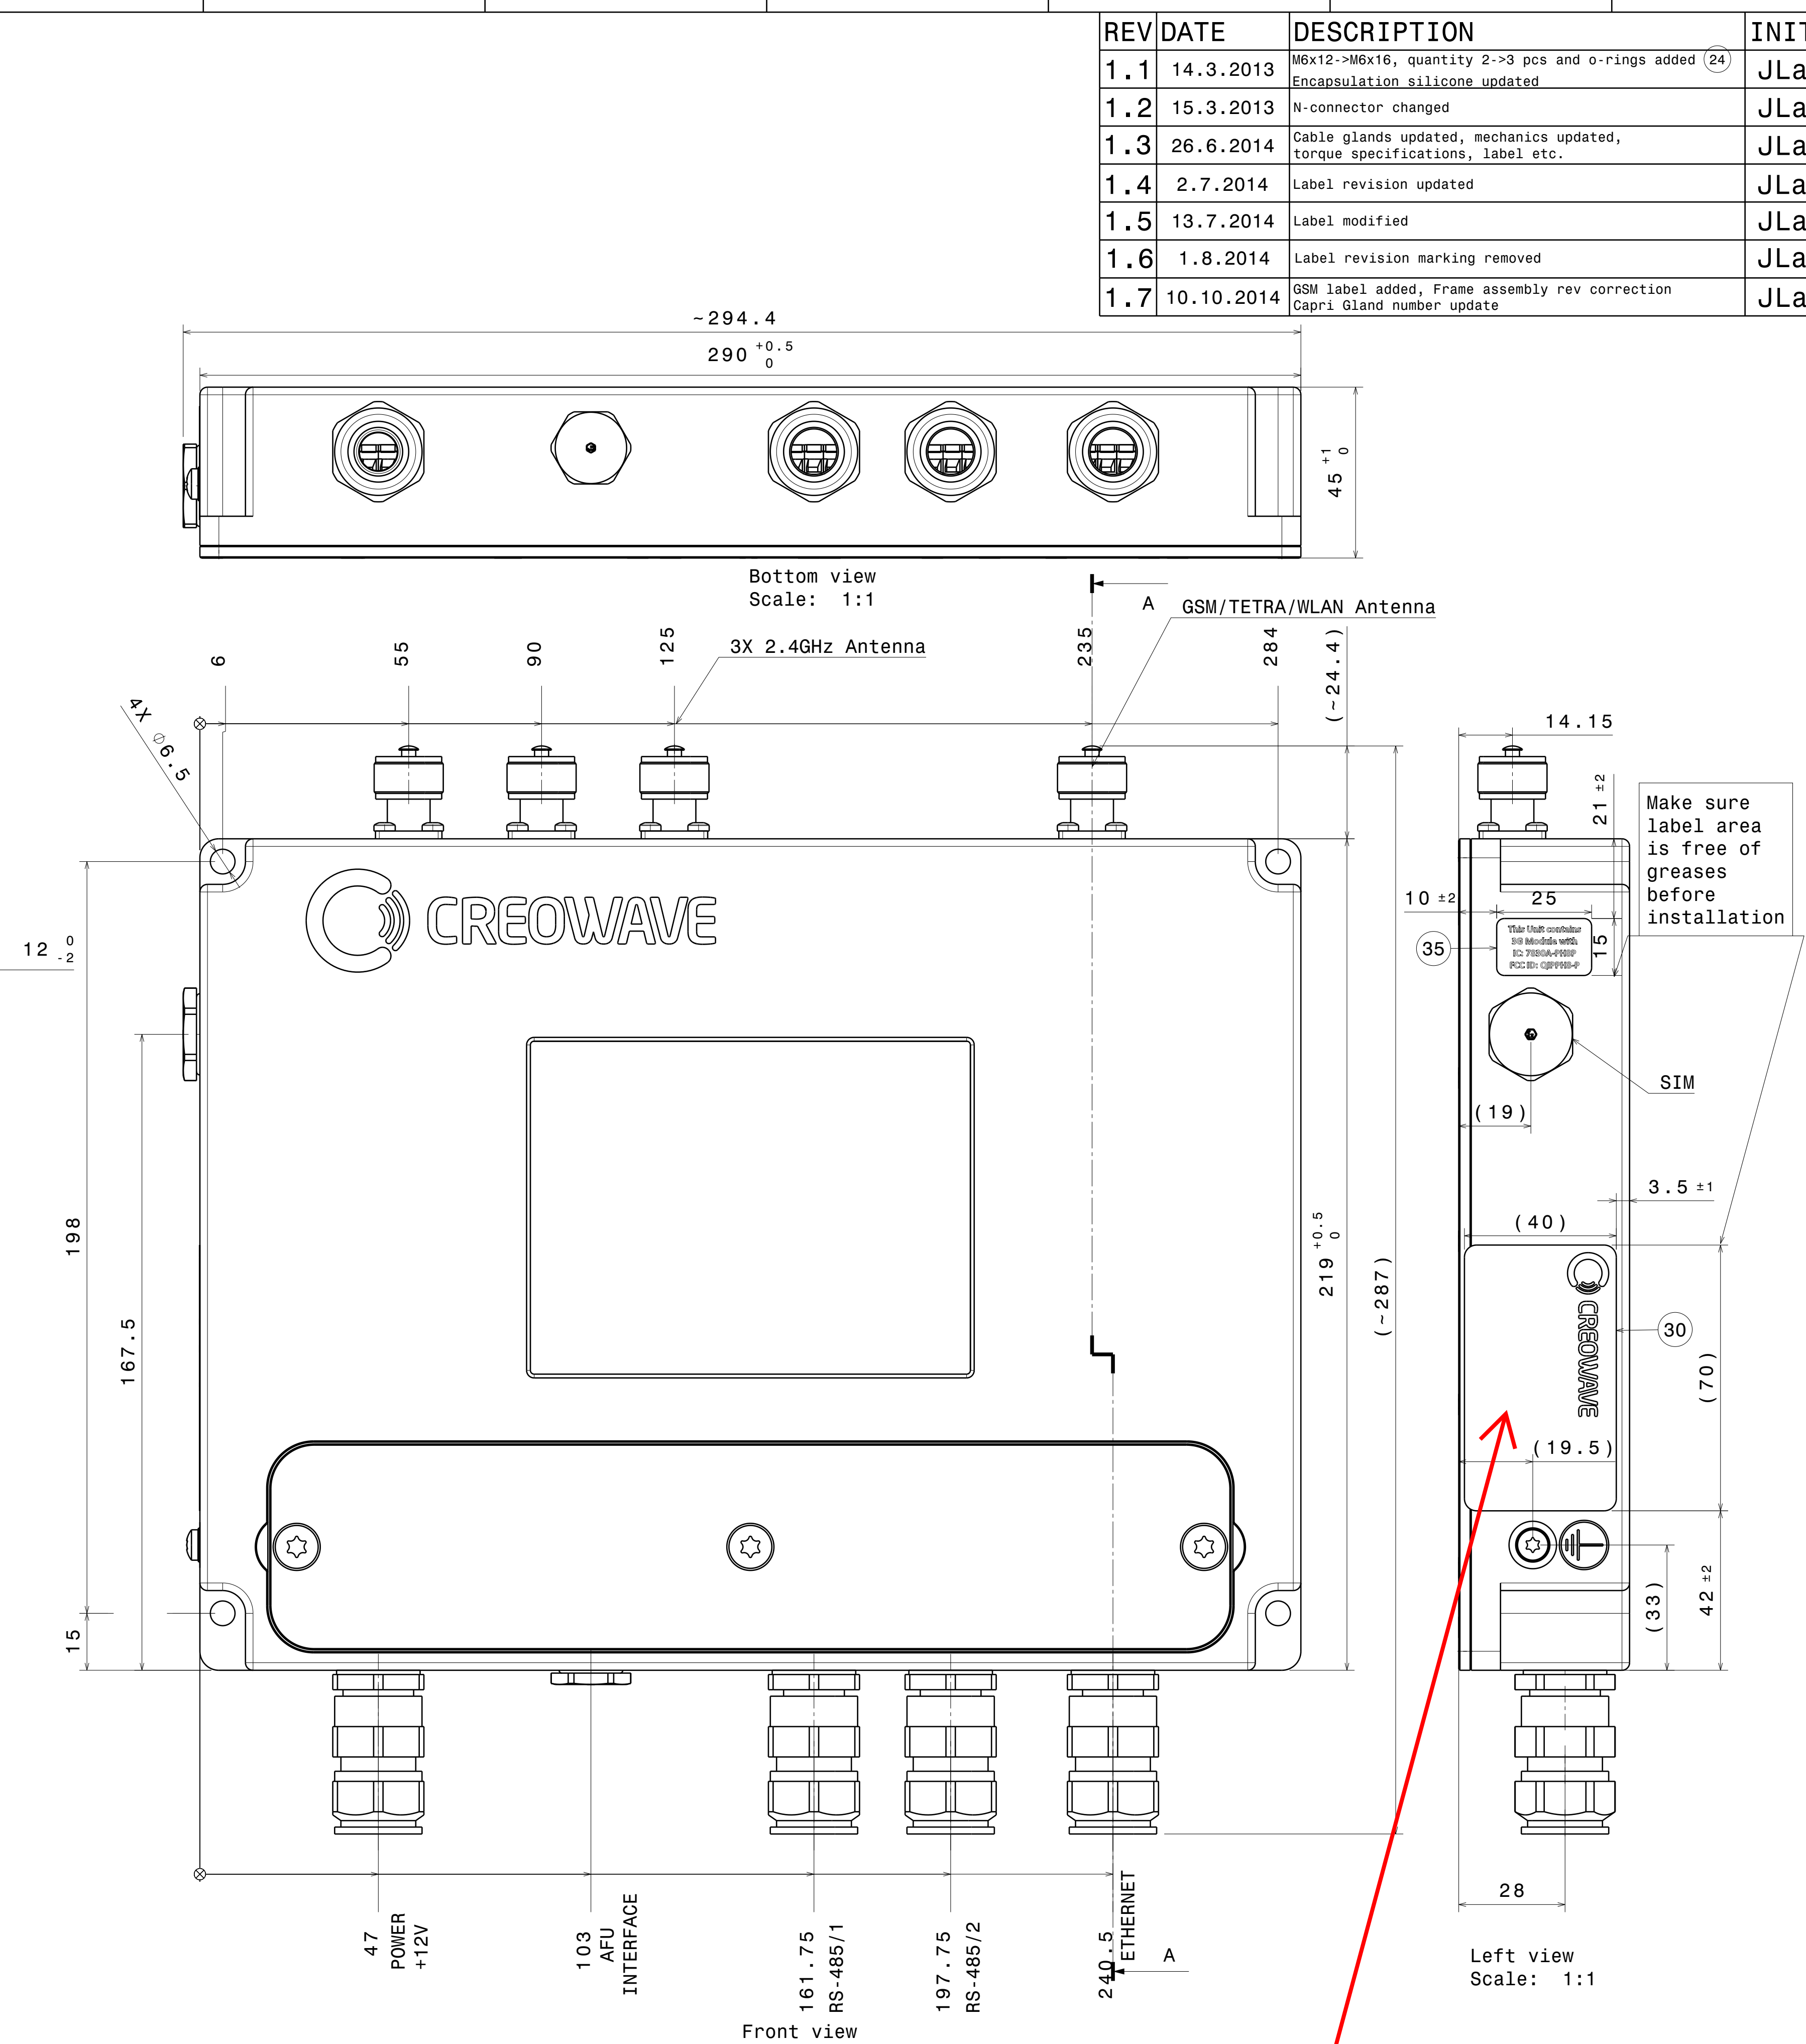 REV DATE DESCRIPTION INIT
1.1 14.3.2013 M6x12->M6x16, quantity 2->3 pcs and o-rings added 24
Encapsulation silicone updated JLa
1.2 15.3.2013 N-connector changed JLa
1.3 26.6.2014 Cable glands updated, mechanics updated,
torque specifications, label etc. JLa
1.4 2.7.2014 Label revision updated JLa
1.5 13.7.2014 Label modified JLa
1.6 1.8.2014 Label revision marking removed JLa
1.7 10.10.2014 GSM label added, Frame assembly rev correction
Capri Gland number update JLa
~294.4
290 +0.5 0
45 +1 0
Bottom view
Scale: 1:1
A
GSM/TETRA/WLAN Antenna
3X 2.4GHz Antenna
6
55
90
125
235
284
(~24.4)
4X ⌀6.5
CREOWAVE
12 0 -2
198
167.5
15
219 +0.5 0
(~287)
47
POWER
+12V
103
AFU
INTERFACE
161.75
RS-485/1
197.75
RS-485/2
240.5
ETHERNET
A
Front view
14.15
21 ±2
Make sure
label area
is free of
greases
before
installation
10 ±2
25
15
35
This Unit contains
3G Module with
IC: 7830A-PH8P
FCC ID: QIPPH8-P
SIM
(19)
3.5 ±1
(40)
CREOWAVE
30
(70)
(19.5)
(33)
42 ±2
28
Left view
Scale: 1:1